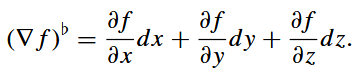 (∇f)♭ = ∂f/∂x dx + ∂f/∂y dy + ∂f/∂z dz.